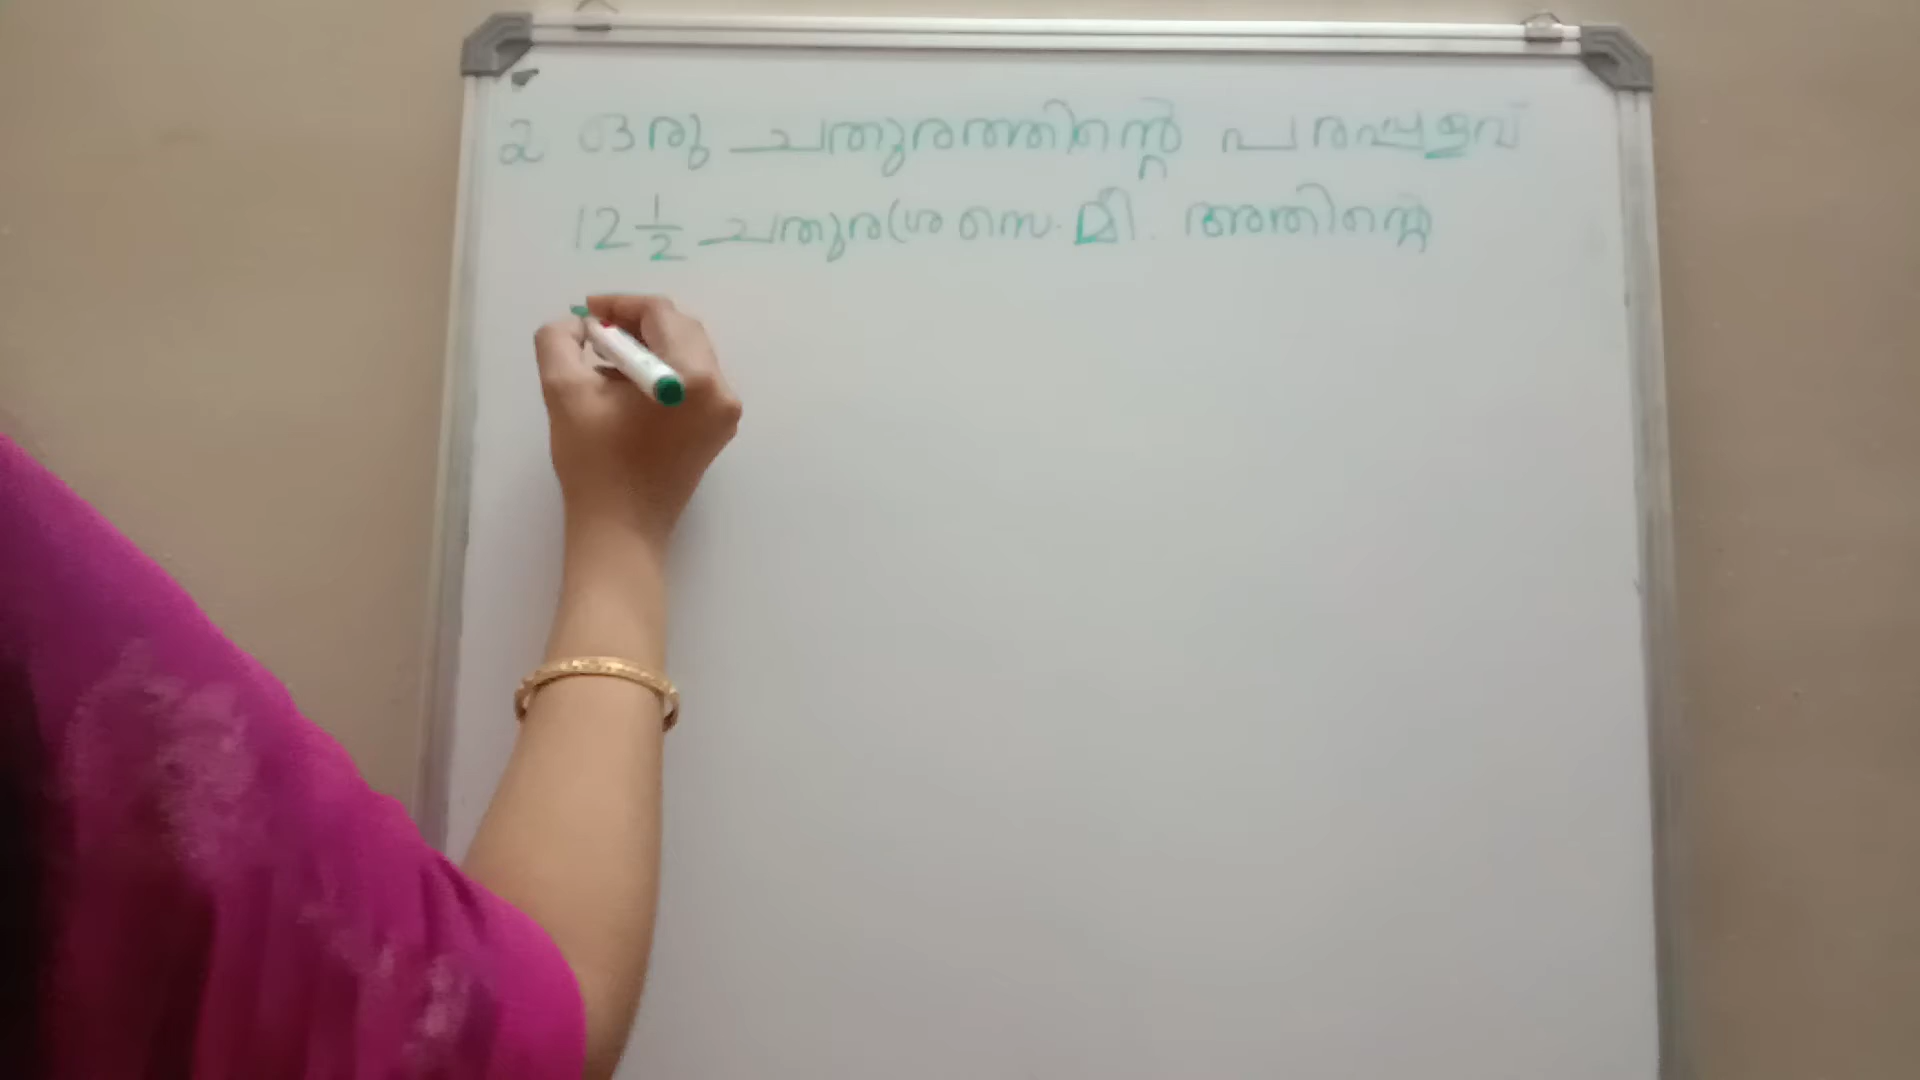 2 ഒരു ചതുരത്തിന്റെ പരപ്പളവ്
12 1/2 ചതുരശ്ര സെ.മീ. അതിന്റെ